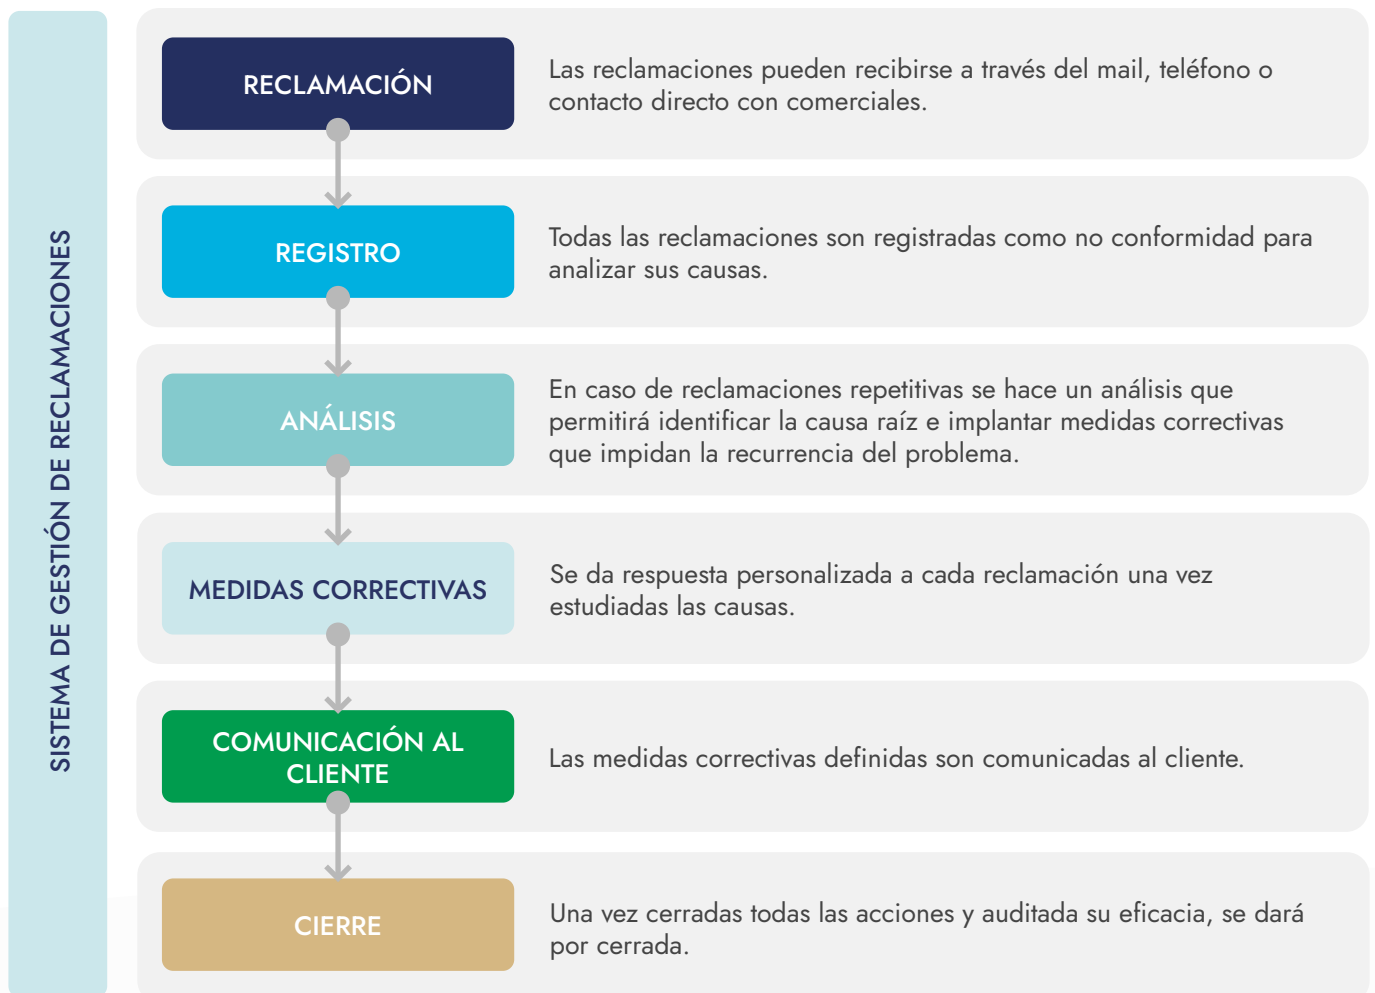 SISTEMA DE GESTIÓN DE RECLAMACIONES
RECLAMACIÓN
Las reclamaciones pueden recibirse a través del mail, teléfono o
contacto directo con comerciales.
REGISTRO
Todas las reclamaciones son registradas como no conformidad para
analizar sus causas.
ANÁLISIS
En caso de reclamaciones repetitivas se hace un análisis que
permitirá identificar la causa raíz e implantar medidas correctivas
que impidan la recurrencia del problema.
MEDIDAS CORRECTIVAS
Se da respuesta personalizada a cada reclamación una vez
estudiadas las causas.
COMUNICACIÓN AL
CLIENTE
Las medidas correctivas definidas son comunicadas al cliente.
CIERRE
Una vez cerradas todas las acciones y auditada su eficacia, se dará
por cerrada.